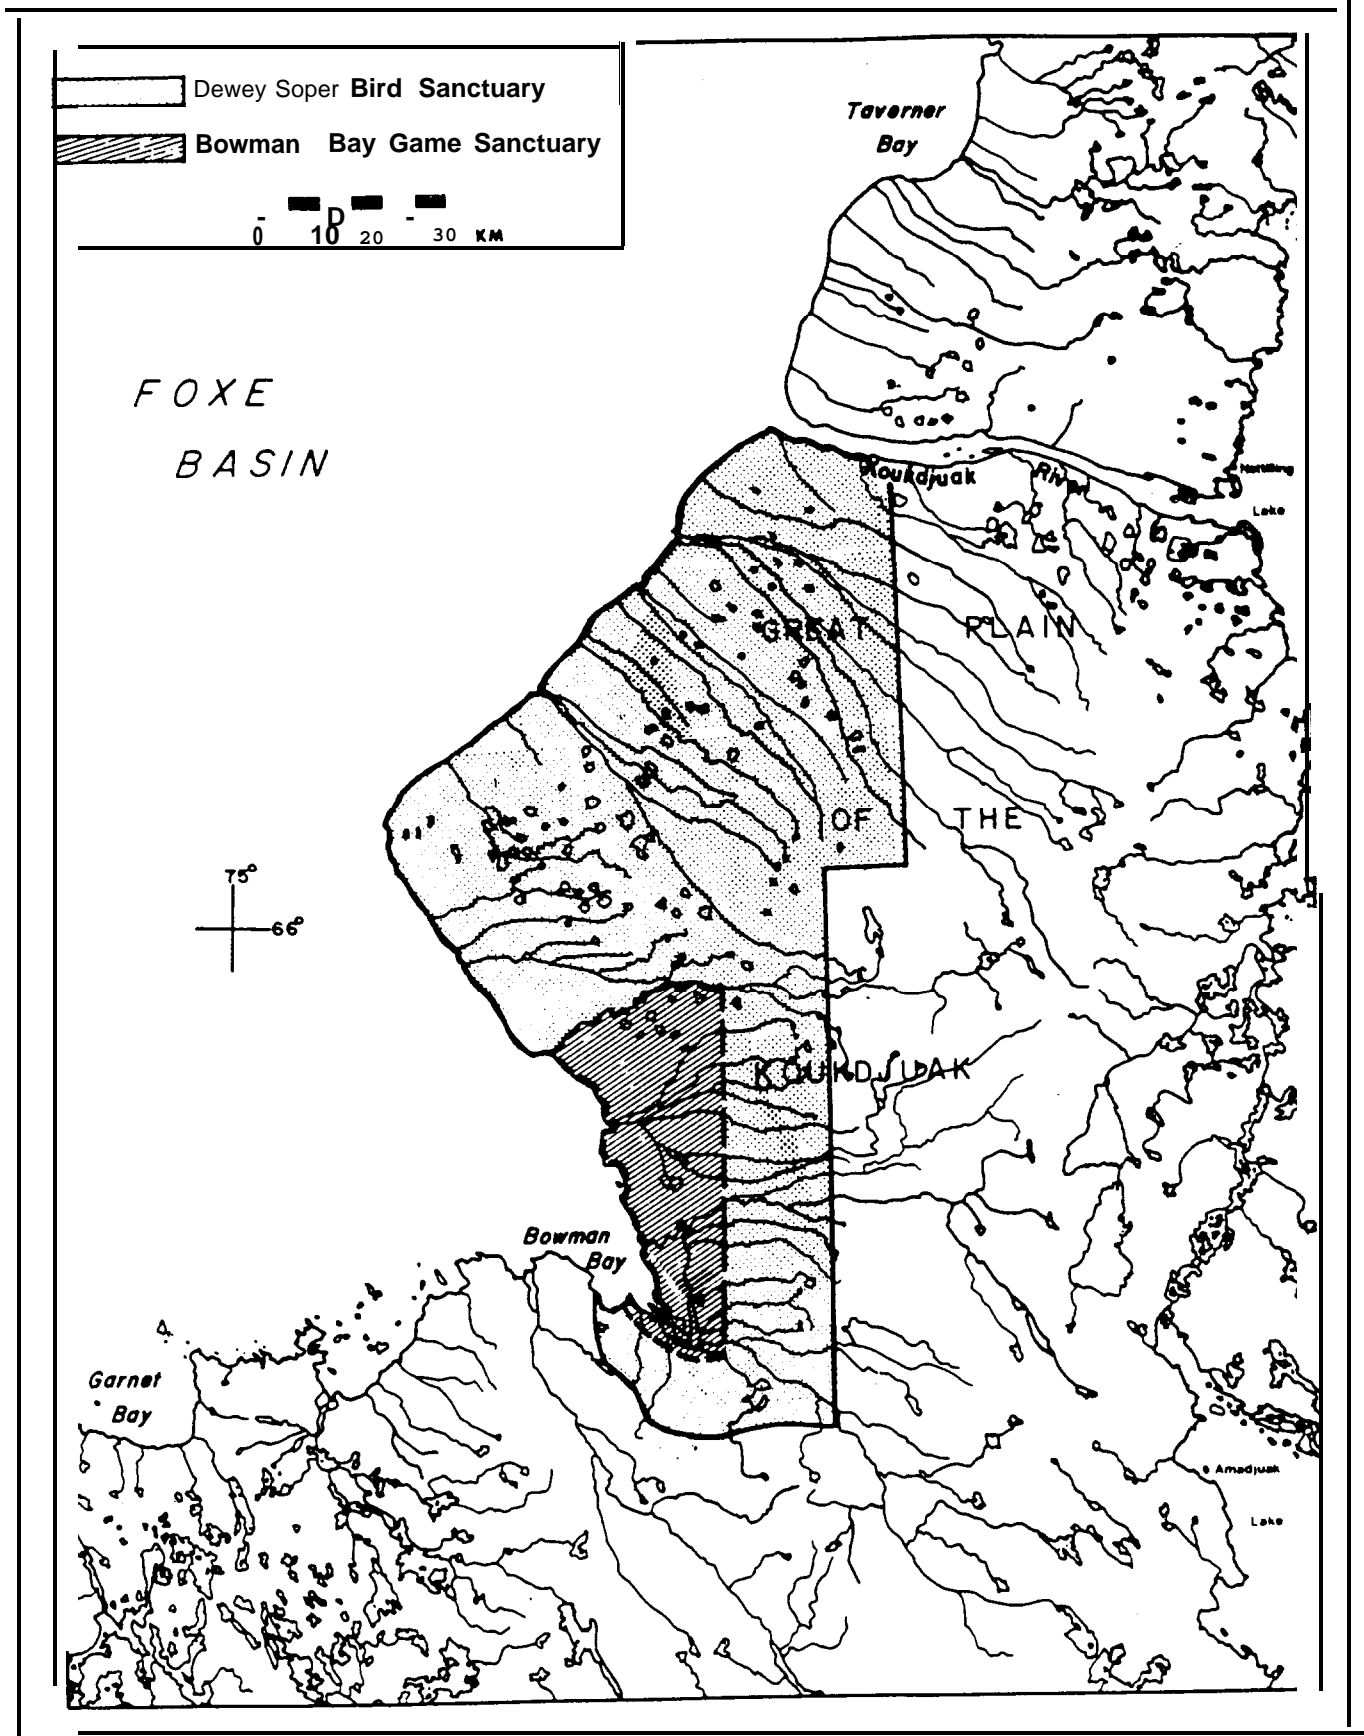 Dewey Soper Bird Sanctuary
Bowman Bay Game Sanctuary
0 10 20 30 KM
Taverner
Bay
FOXE
BASIN
Koukdjuak River
Lake
GREAT PLAIN
OF THE
75°
66°
KOUKDJUAK
Bowman
Bay
Garnet
Bay
Amadjuak
Lake